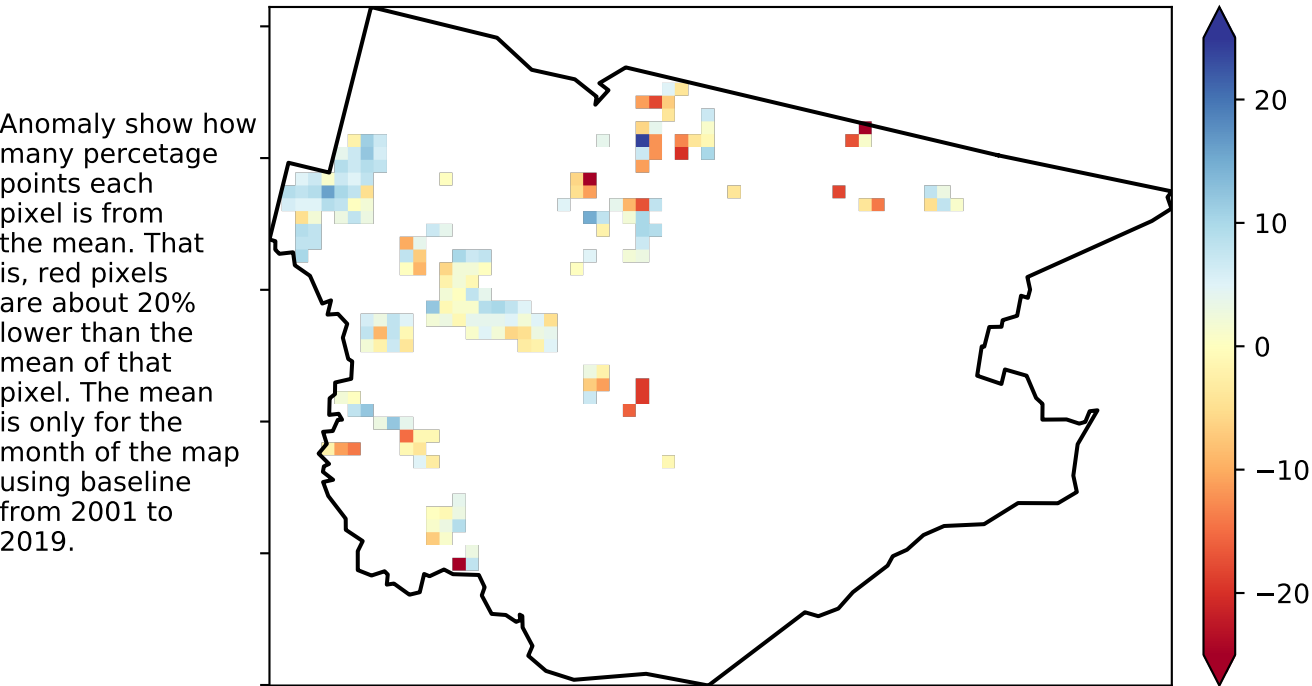 Anomaly show how
many percetage
points each
pixel is from
the mean. That
is, red pixels
are about 20%
lower than the
mean of that
pixel. The mean
is only for the
month of the map
using baseline
from 2001 to
2019.
20
10
0
−10
−20